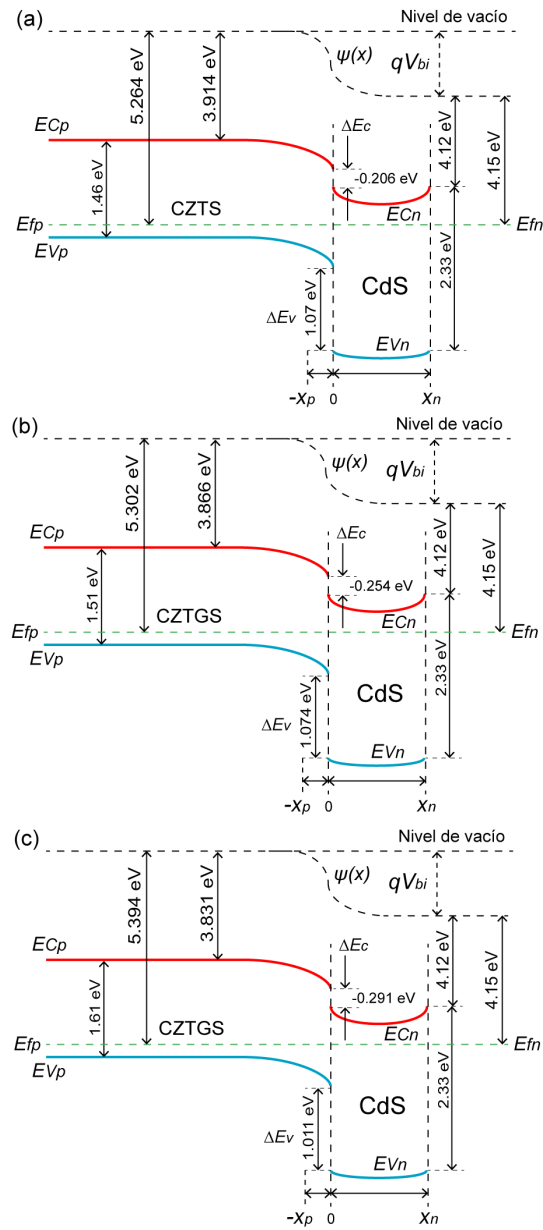 (a)
Nivel de vacío
ψ(x)
qVbi
5.264 eV
3.914 eV
ECp
ΔEc
4.12 eV
4.15 eV
1.46 eV
-0.206 eV
CZTS
ECn
Efp
Efn
EVp
2.33 eV
CdS
1.07 eV
ΔEv
EVn
-xp
0
xn
(b)
Nivel de vacío
ψ(x)
qVbi
5.302 eV
3.866 eV
ECp
ΔEc
4.12 eV
4.15 eV
1.51 eV
-0.254 eV
CZTGS
ECn
Efp
Efn
EVp
2.33 eV
CdS
1.074 eV
ΔEv
EVn
-xp
0
xn
(c)
Nivel de vacío
ψ(x)
qVbi
5.394 eV
3.831 eV
ECp
ΔEc
4.12 eV
4.15 eV
1.61 eV
-0.291 eV
CZTGS
ECn
Efp
Efn
EVp
2.33 eV
CdS
1.011 eV
ΔEv
EVn
-xp
0
xn